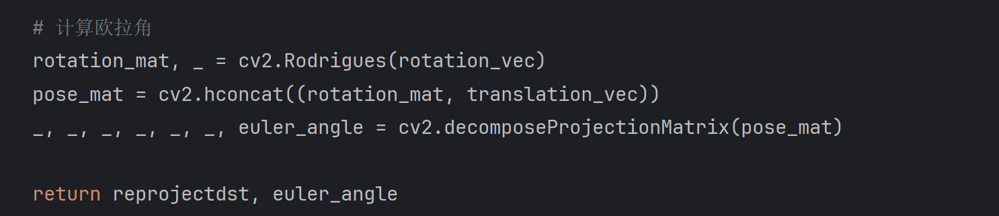 # 计算欧拉角
rotation_mat, _ = cv2.Rodrigues(rotation_vec)
pose_mat = cv2.hconcat((rotation_mat, translation_vec))
_, _, _, _, _, _, euler_angle = cv2.decomposeProjectionMatrix(pose_mat)
return reprojectdst, euler_angle